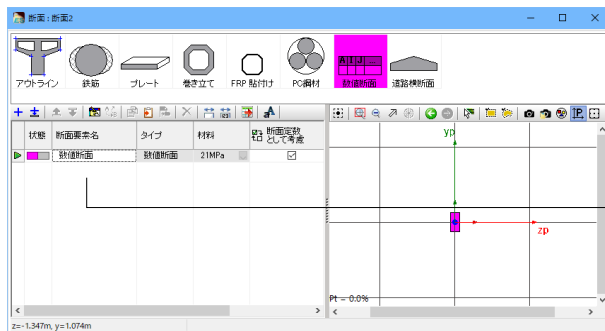 断面 : 断面2
アウトライン 鉄筋 プレート 巻き立て FRP 貼付け PC鋼材 数値断面 道路横断面
状態 断面要素名 タイプ 材料 断面定数として考慮
数値断面 数値断面 21MPa
yp
zp
Pt - 0.0%
z=-1.347m, y=1.074m